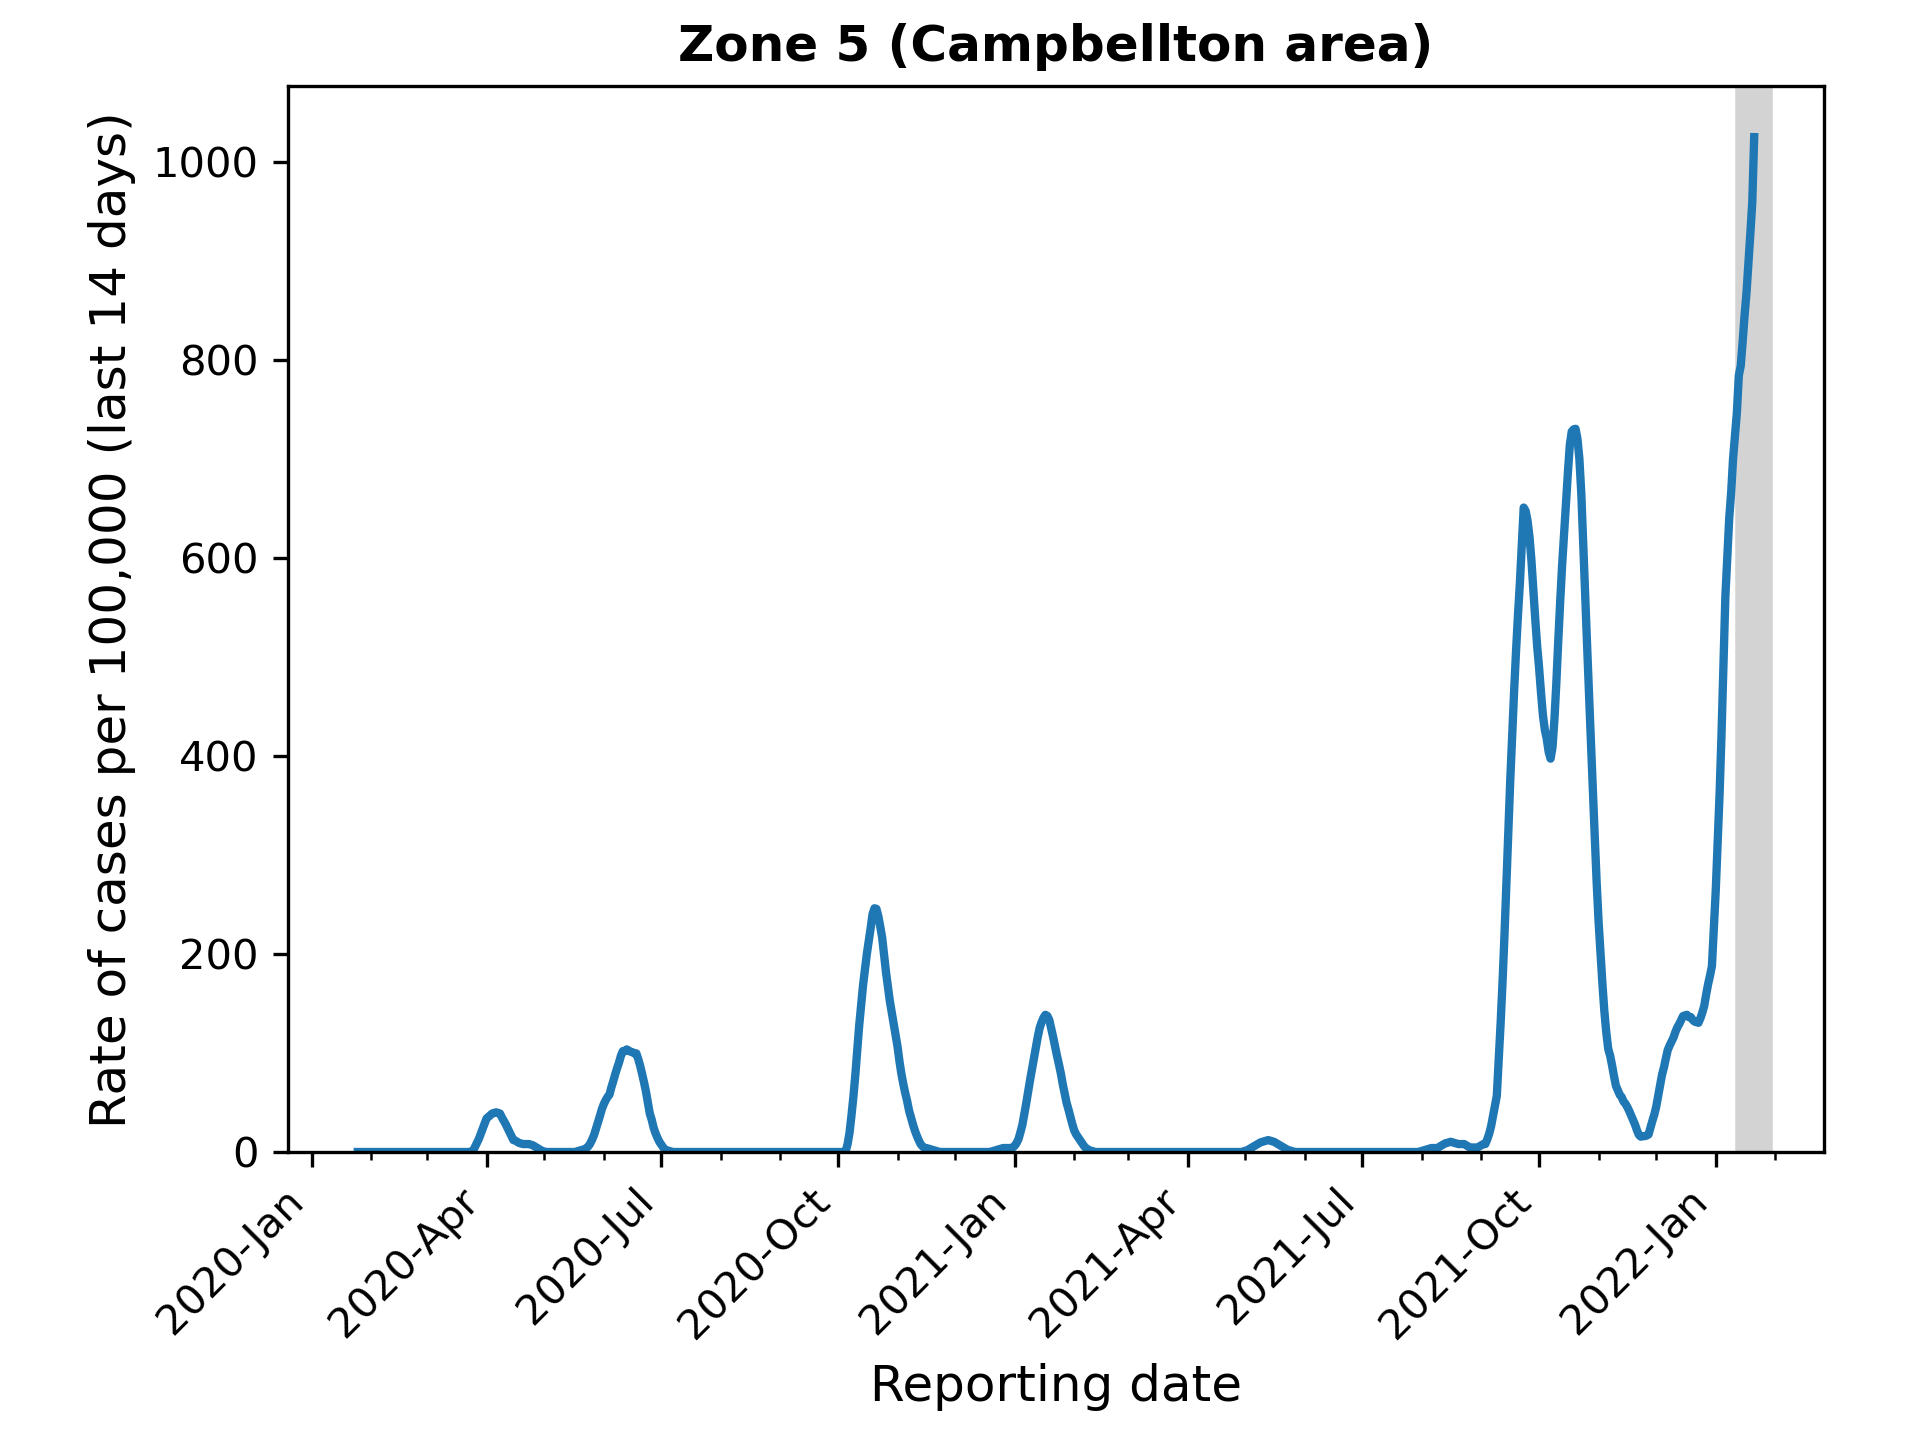 Zone 5 (Campbellton area)
Rate of cases per 100,000 (last 14 days)
1000
800
600
400
200
0
2020-Jan
2020-Apr
2020-Jul
2020-Oct
2021-Jan
2021-Apr
2021-Jul
2021-Oct
2022-Jan
Reporting date